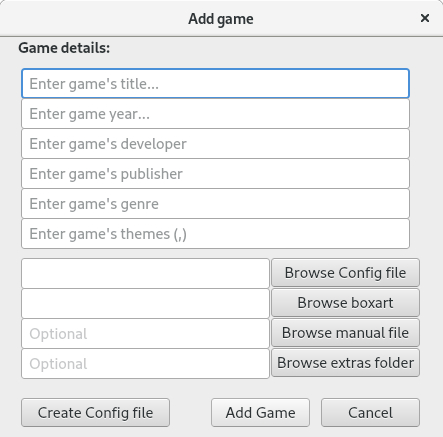 Add game
Game details:
Enter game's title...
Enter game year...
Enter game's developer
Enter game's publisher
Enter game's genre
Enter game's themes (,)
Browse Config file
Browse boxart
Optional Browse manual file
Optional Browse extras folder
Create Config file Add Game Cancel